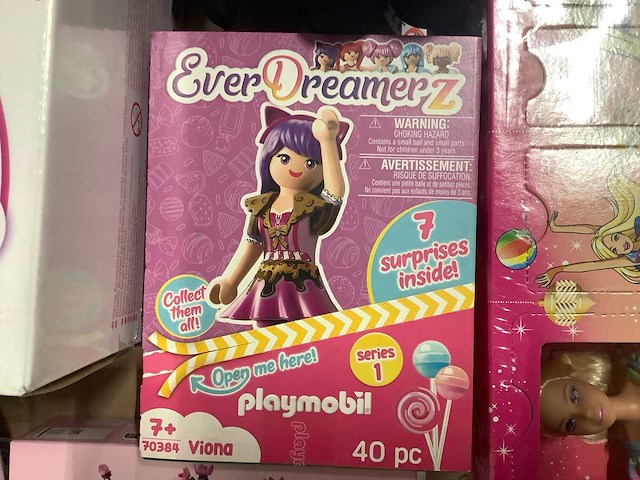 EverDreamerz
WARNING:
CHOKING HAZARD
Contains a small ball and small parts.
Not for children under 3 years.
AVERTISSEMENT:
RISQUE DE SUFFOCATION.
Contient une petite balle et de petites pièces.
Ne convient pas aux enfants de moins de 3 ans.
7
surprises
inside!
Collect
them
all!
Open me here!
series
1
playmobil
7+
70384 Viona
40 pc